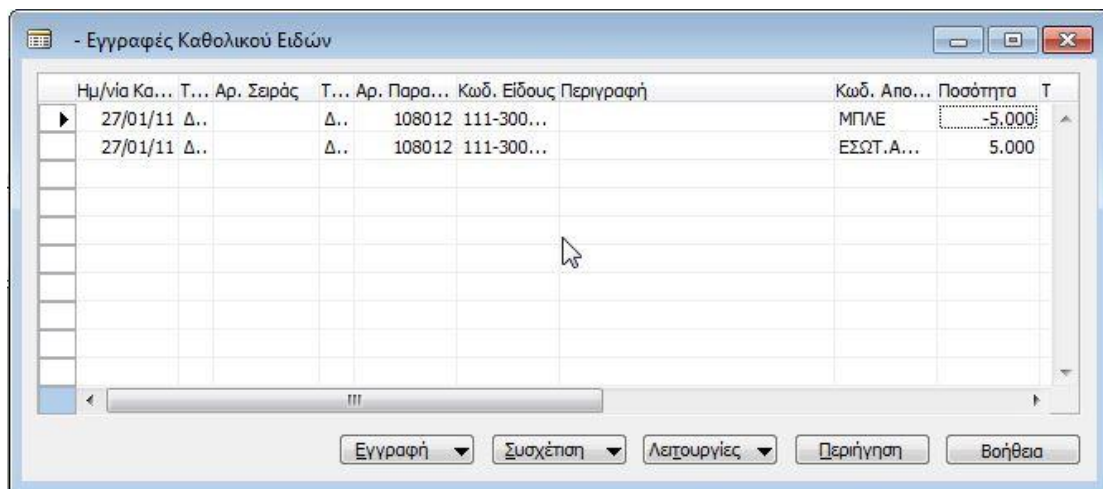 - Εγγραφές Καθολικού Ειδών
Ημ/νία Κα... Τ... Αρ. Σειράς Τ... Αρ. Παρα... Κωδ. Είδους Περιγραφή Κωδ. Απο... Ποσότητα Τ
27/01/11 Δ.. Δ.. 108012 111-300... ΜΠΛΕ -5.000
27/01/11 Δ.. Δ.. 108012 111-300... ΕΣΩΤ.Α... 5.000
Εγγραφή Συσχέτιση Λειτουργίες Περιήγηση Βοήθεια